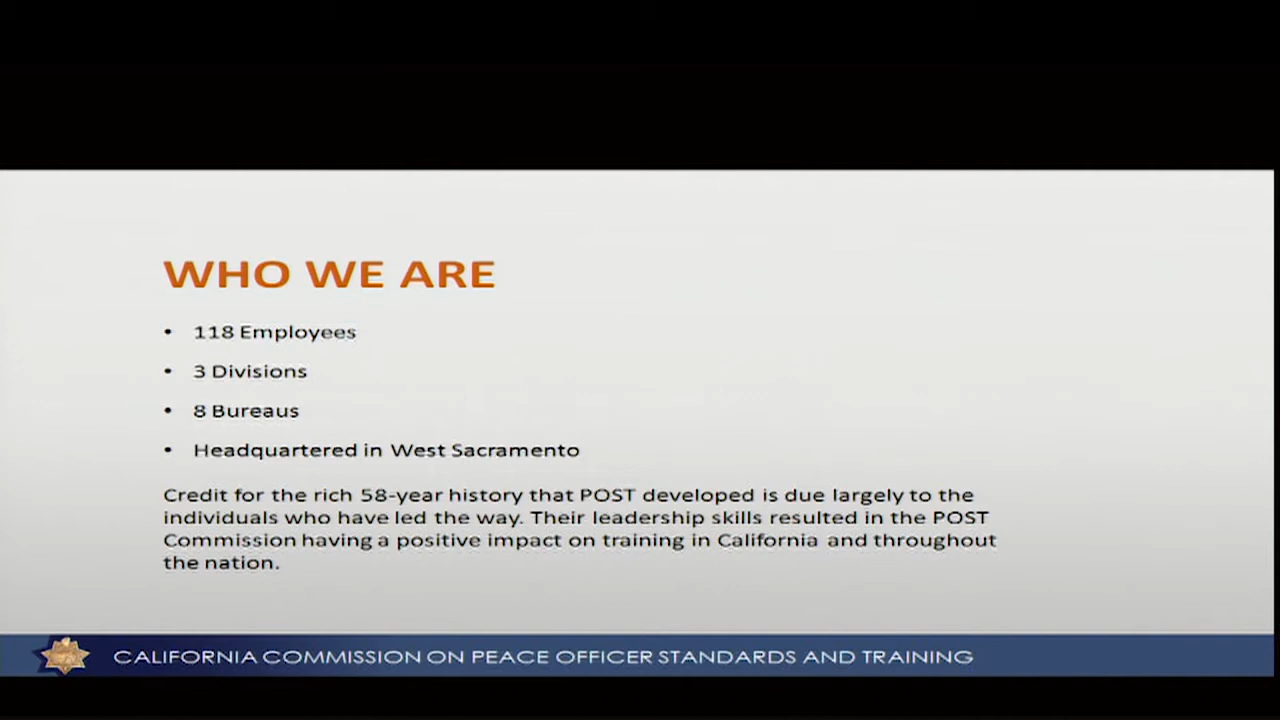 WHO WE ARE
• 118 Employees
• 3 Divisions
• 8 Bureaus
• Headquartered in West Sacramento
Credit for the rich 58-year history that POST developed is due largely to the
individuals who have led the way. Their leadership skills resulted in the POST
Commission having a positive impact on training in California and throughout
the nation.
CALIFORNIA COMMISSION ON PEACE OFFICER STANDARDS AND TRAINING